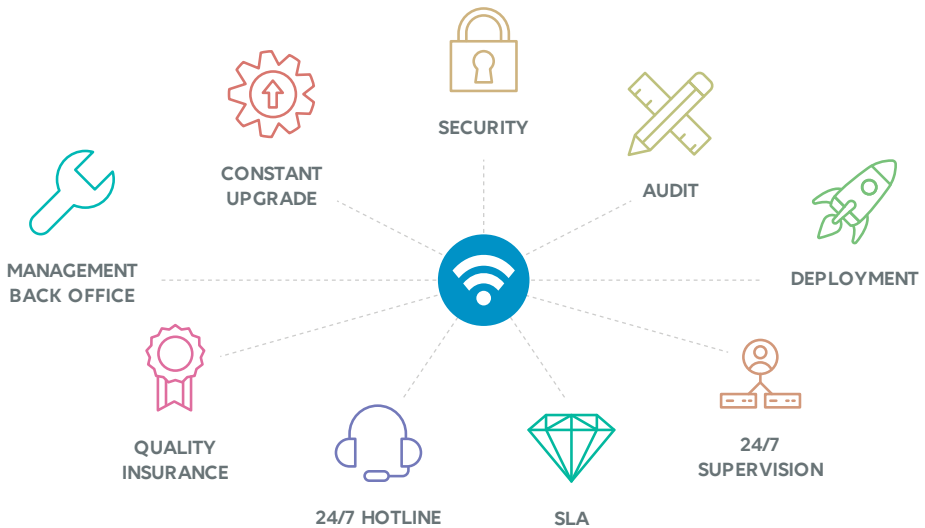 SECURITY
CONSTANT
UPGRADE
AUDIT
MANAGEMENT
BACK OFFICE
DEPLOYMENT
QUALITY
INSURANCE
24/7
SUPERVISION
24/7 HOTLINE
SLA